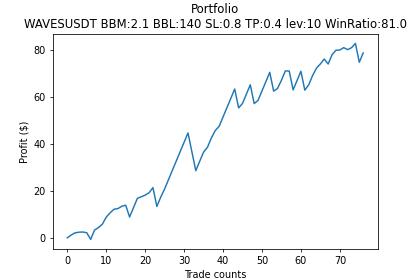 Portfolio
WAVESUSDT BBM:2.1 BBL:140 SL:0.8 TP:0.4 lev:10 WinRatio:81.0
80
60
40
20
0
Profit ($)
0 10 20 30 40 50 60 70
Trade counts